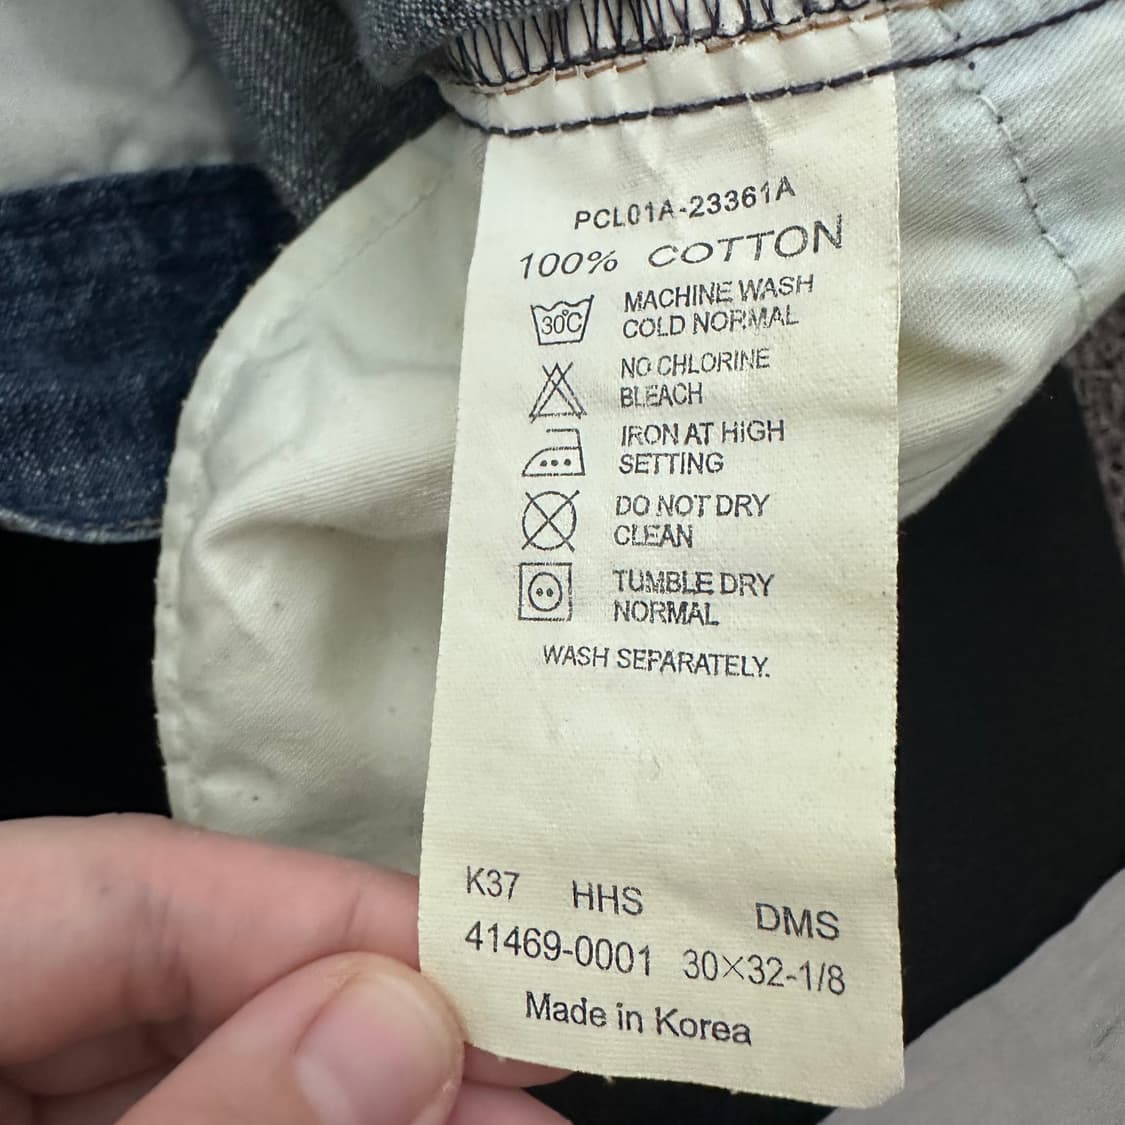 PCL01A-23361A
100% COTTON
30°C MACHINE WASH
COLD NORMAL
NO CHLORINE
BLEACH
IRON AT HIGH
SETTING
DO NOT DRY
CLEAN
TUMBLE DRY
NORMAL
WASH SEPARATELY.
K37 HHS DMS
41469-0001 30×32-1/8
Made in Korea